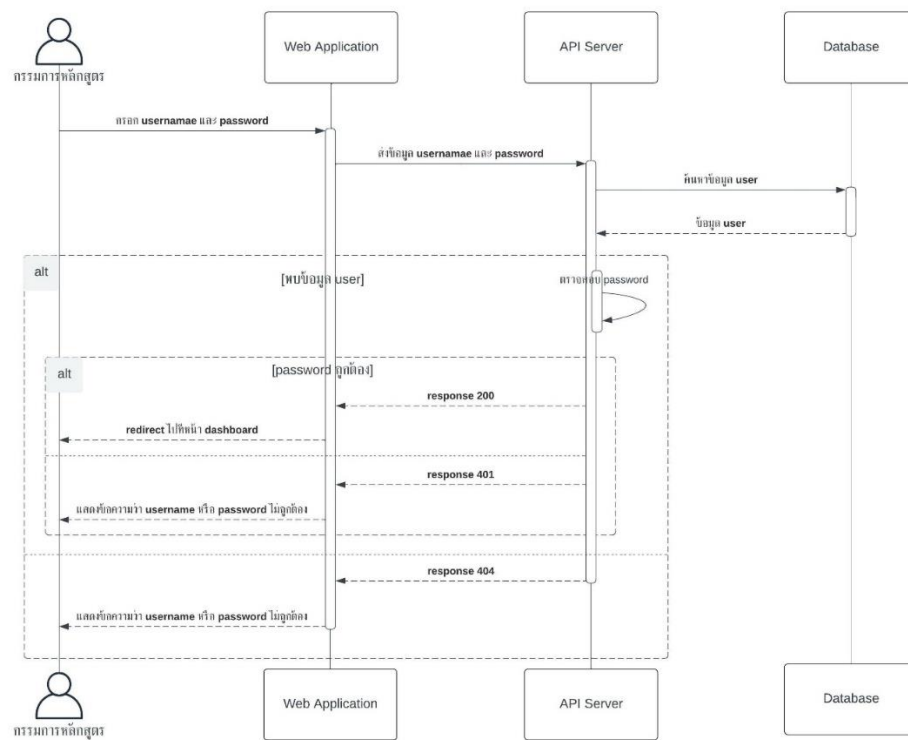 Web Application
API Server
Database
กรรมการหลักสูตร
กรอก usernamae และ password
ส่งข้อมูล usernamae และ password
ค้นหาข้อมูล user
ข้อมูล user
alt
[พบข้อมูล user]
ตรวจสอบ password
alt
[password ถูกต้อง]
response 200
redirect ไปที่หน้า dashboard
response 401
แสดงข้อความว่า username หรือ password ไม่ถูกต้อง
response 404
แสดงข้อความว่า username หรือ password ไม่ถูกต้อง
Web Application
API Server
Database
กรรมการหลักสูตร